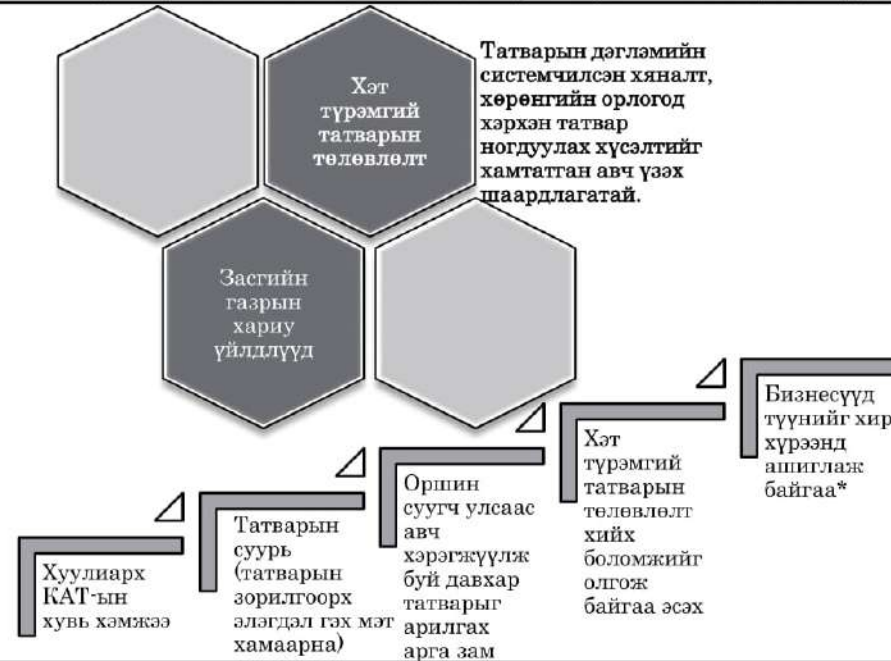 Хэт
түрэмгий
татварын
төлөвлөлт
Татварын дэглэмийн
системчилсэн хяналт,
хөрөнгийн орлогод
хэрхэн татвар
ногдуулах хүсэлтийг
хамтатган авч үзэх
шаардлагатай.
Засгийн
газрын
хариу
үйлдлүүд
Хуулиарх
КАТ-ын
хувь хэмжээ
Татварын
суурь
(татварын
зорилгоорх
элэгдэл гэх мэт
хамаарна)
Оршин
суугч улсаас
авч
хэрэгжүүлж
буй давхар
татварыг
арилгах
арга зам
Хэт
түрэмгий
татварын
төлөвлөлт
хийх
боломжийг
олгож
байгаа эсэх
Бизнесүүд
түүнийг хир
хүрээнд
ашиглаж
байгаа*